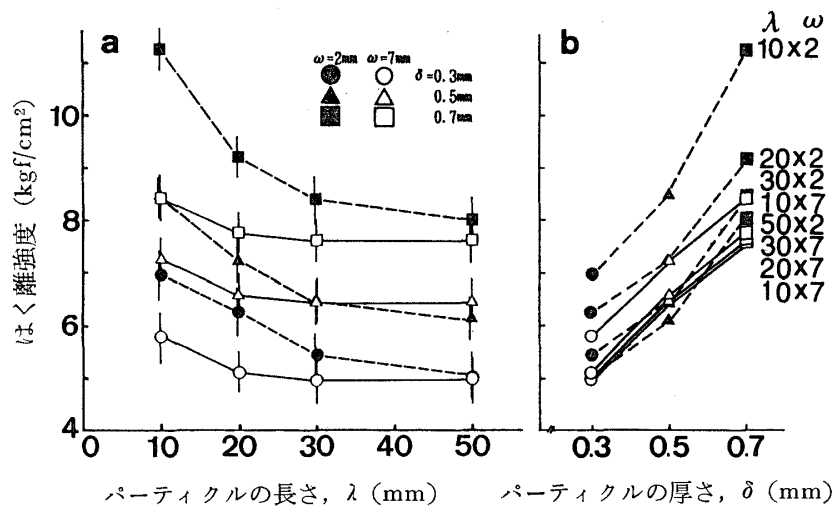 a
ω=2mm ω=7mm
δ=0.3mm
0.5mm
0.7mm
はく離強度 (kgf/cm²)
10
8
6
4
0 10 20 30 40 50
パーティクルの長さ, λ (mm)
b
λ ω
10×2
20×2
30×2
10×7
50×2
30×7
20×7
10×7
0.3 0.5 0.7
パーティクルの厚さ, δ (mm)